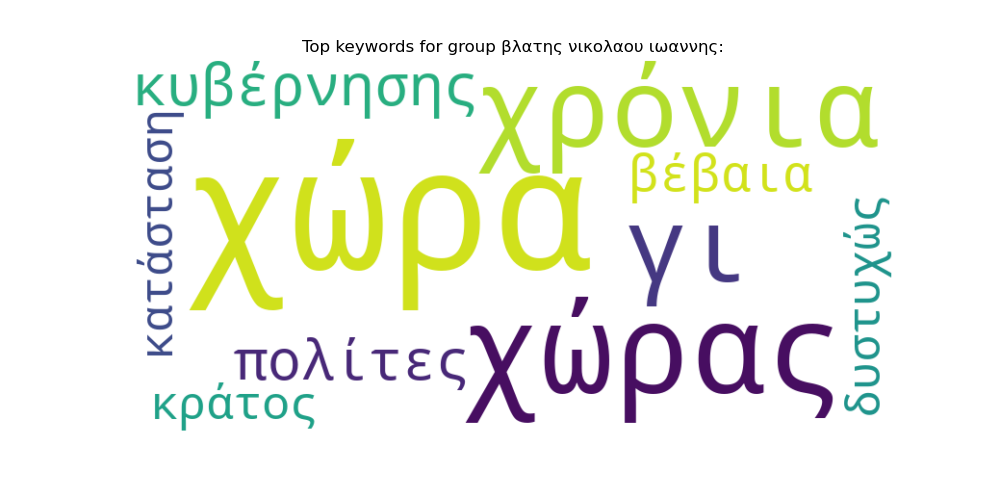 Top keywords for group βλατης νικολαου ιωαννης:
κυβέρνησης
χρόνια
κατάσταση
χώρα
βέβαια
γι
δυστυχώς
πολίτες
χώρας
κράτος